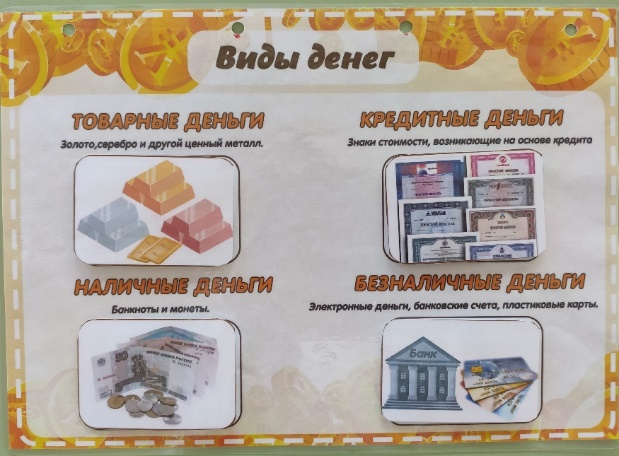 Виды денег
ТОВАРНЫЕ ДЕНЬГИ
Золото,серебро и другой ценный металл.
КРЕДИТНЫЕ ДЕНЬГИ
Знаки стоимости, возникающие на основе кредита
НАЛИЧНЫЕ ДЕНЬГИ
Банкноты и монеты.
50
БЕЗНАЛИЧНЫЕ ДЕНЬГИ
Электронные деньги, банковские счета, пластиковые карты.
Банк